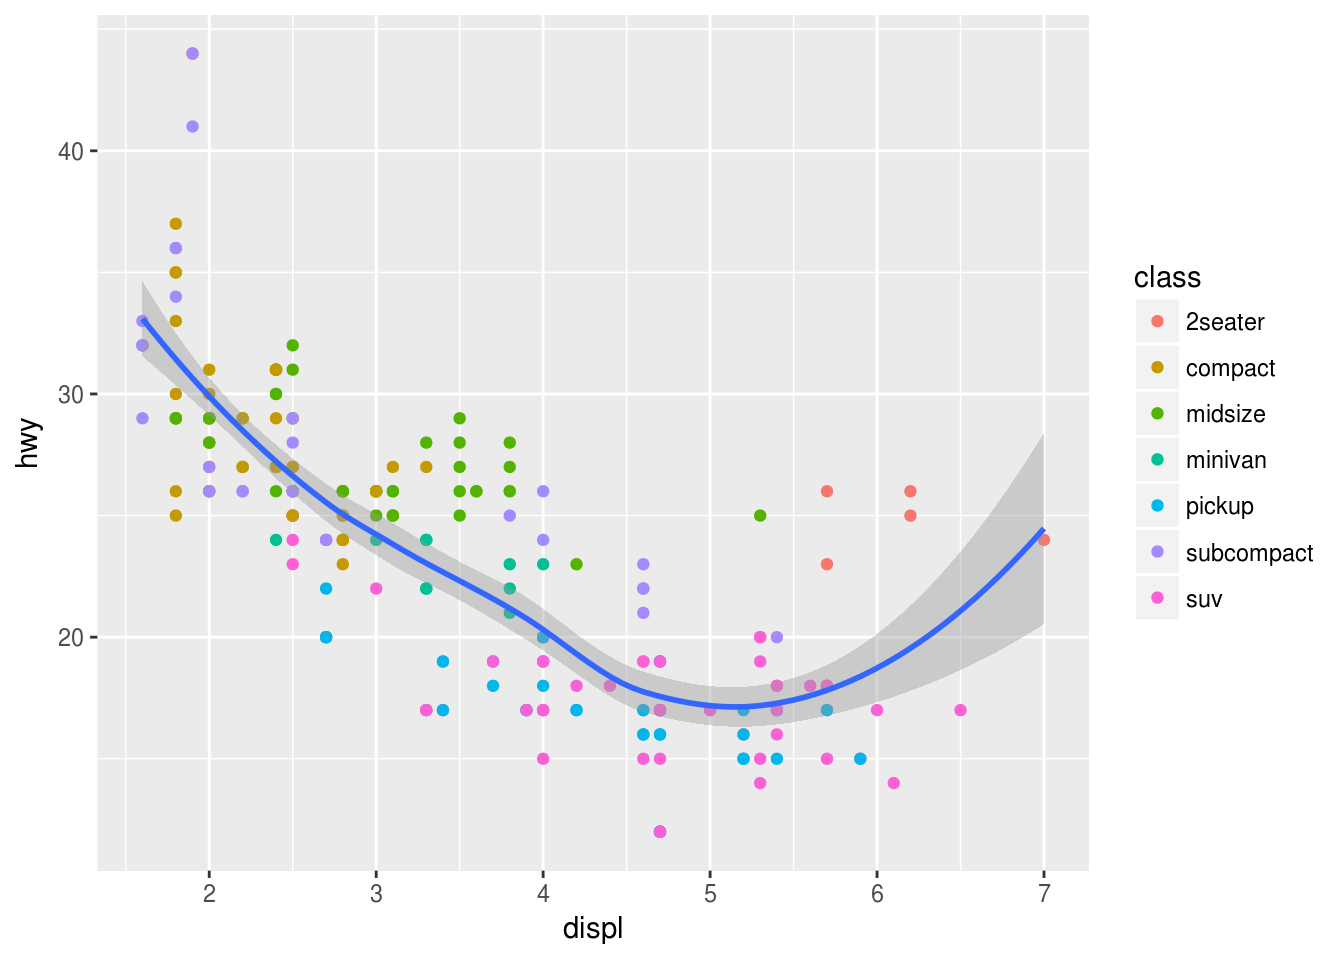 hwy
40
30
20
2 3 4 5 6 7
displ
class
2seater
compact
midsize
minivan
pickup
subcompact
suv